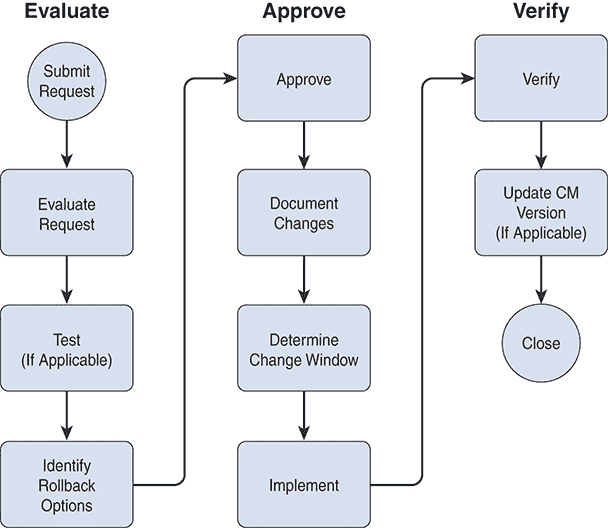 Evaluate
Submit
Request
Evaluate
Request
Test
(If Applicable)
Identify
Rollback
Options
Approve
Approve
Document
Changes
Determine
Change Window
Implement
Verify
Verify
Update CM
Version
(If Applicable)
Close